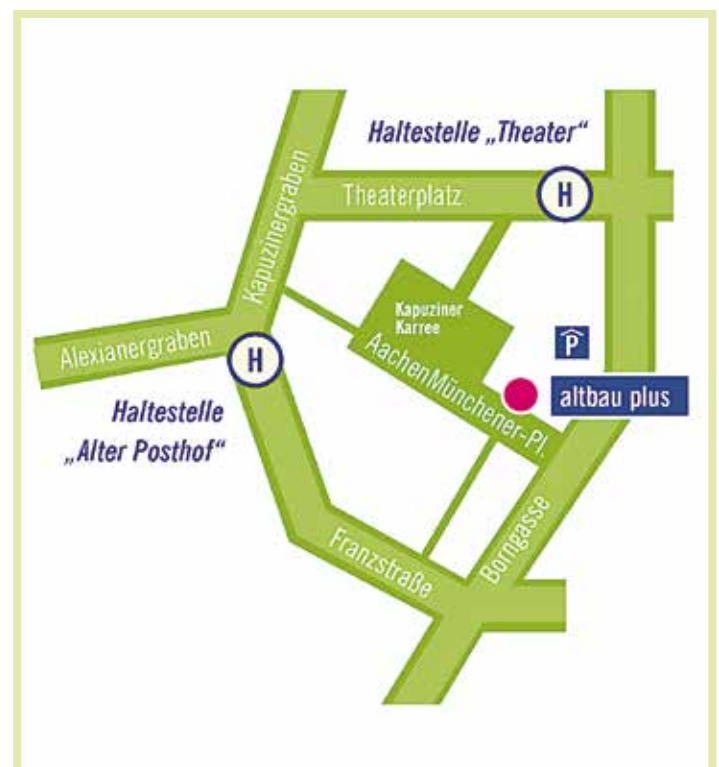 Haltestelle „Theater“
Kapuzinergraben
Theaterplatz
H
Kapuziner
Karree
Alexianergraben
H
AachenMünchener-Pl.
P
altbau plus
Haltestelle
„Alter Posthof“
Franzstraße
Borngasse